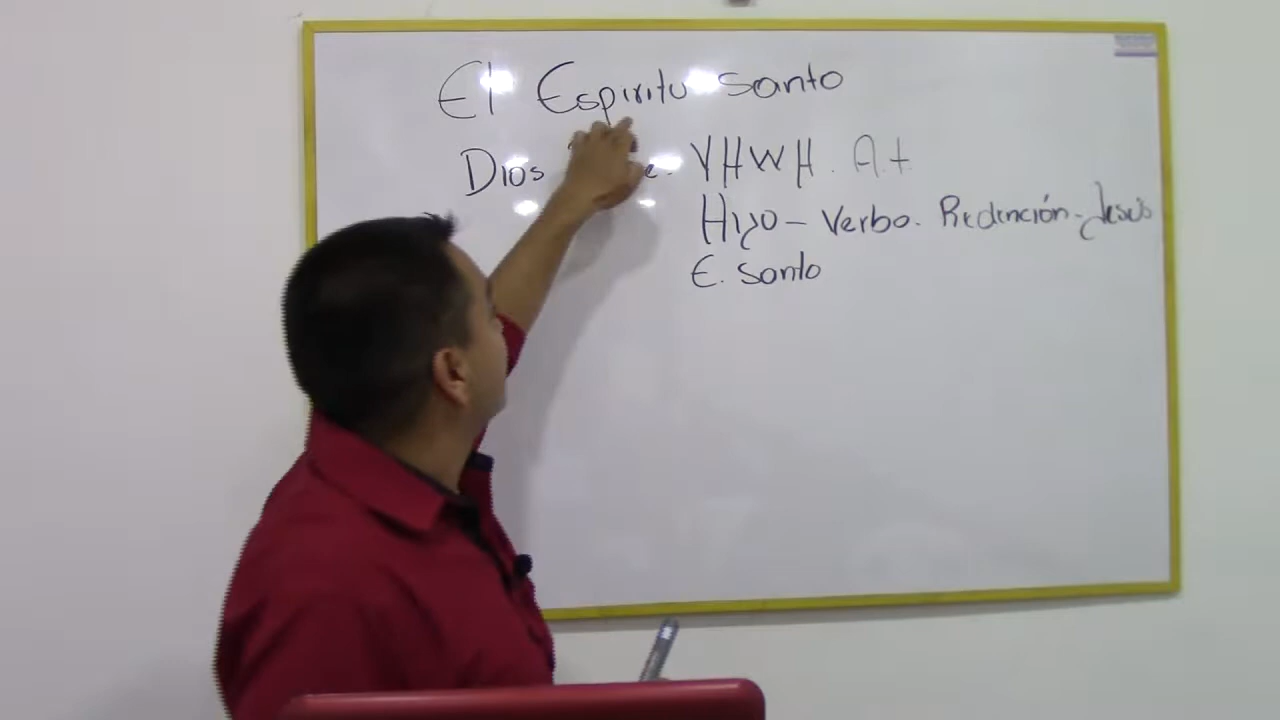 El Espiritu Santo
Dios YHWH. A.t
Hijo - Verbo. Redención - Jesús
E. Santo